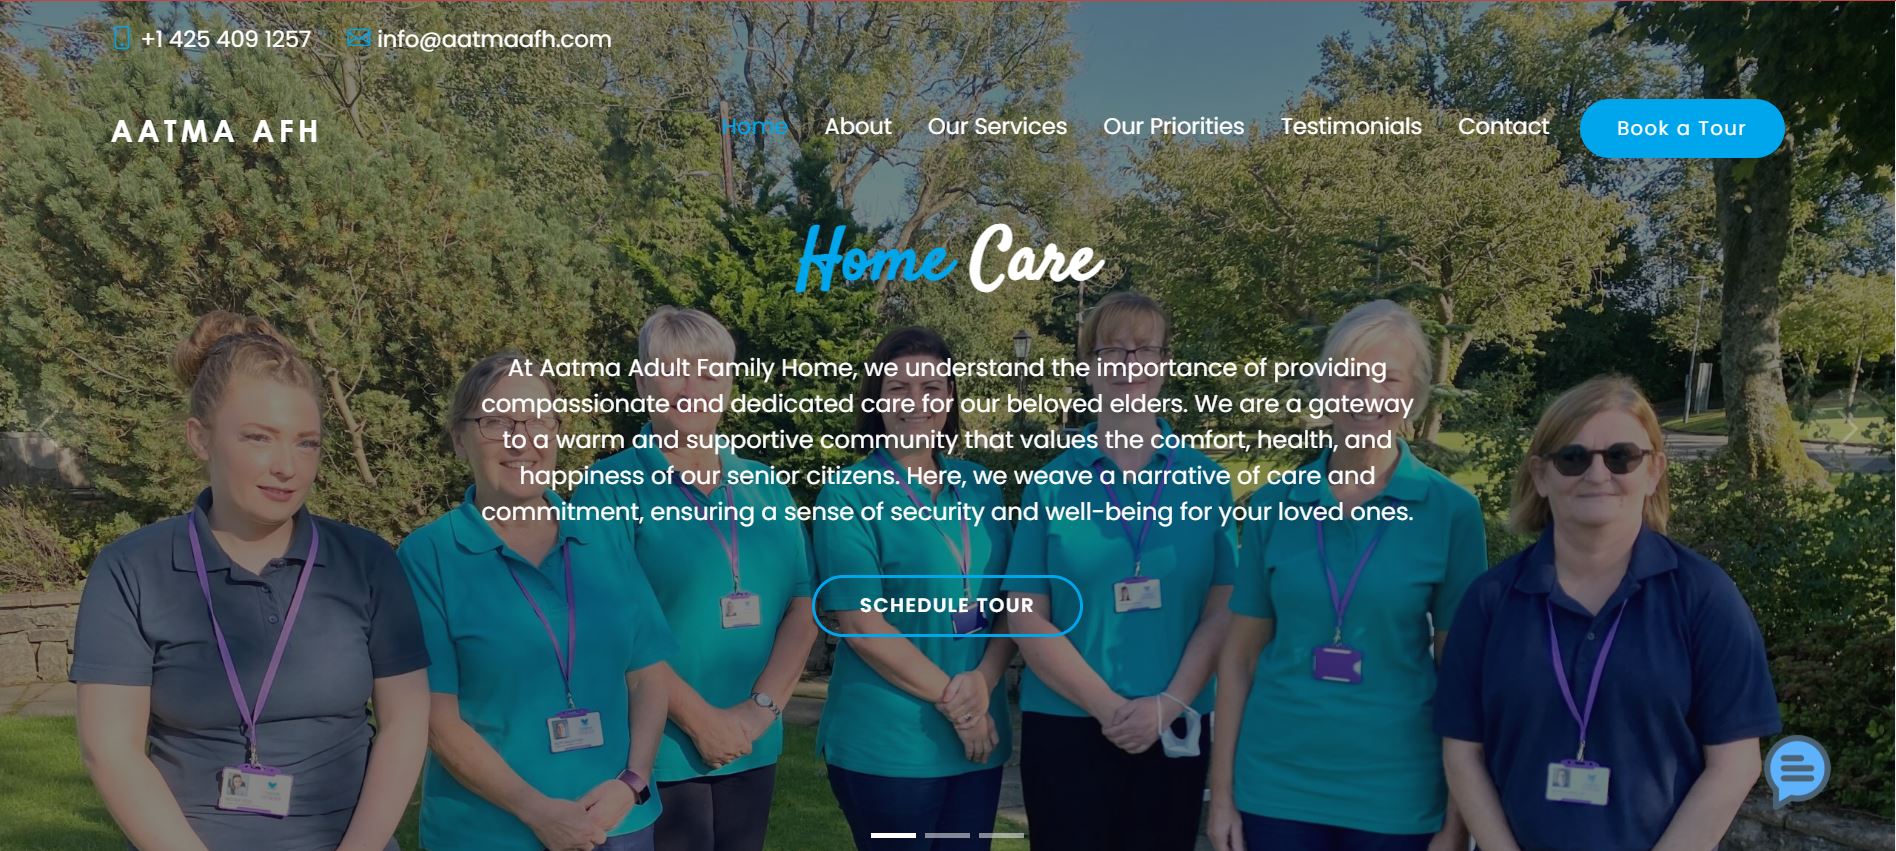 +1 425 409 1257 info@aatmaafh.com
AATMA AFH
Home About Our Services Our Priorities Testimonials Contact Book a Tour
Home Care
At Aatma Adult Family Home, we understand the importance of providing
compassionate and dedicated care for our beloved elders. We are a gateway
to a warm and supportive community that values the comfort, health, and
happiness of our senior citizens. Here, we weave a narrative of care and
commitment, ensuring a sense of security and well-being for your loved ones.
SCHEDULE TOUR